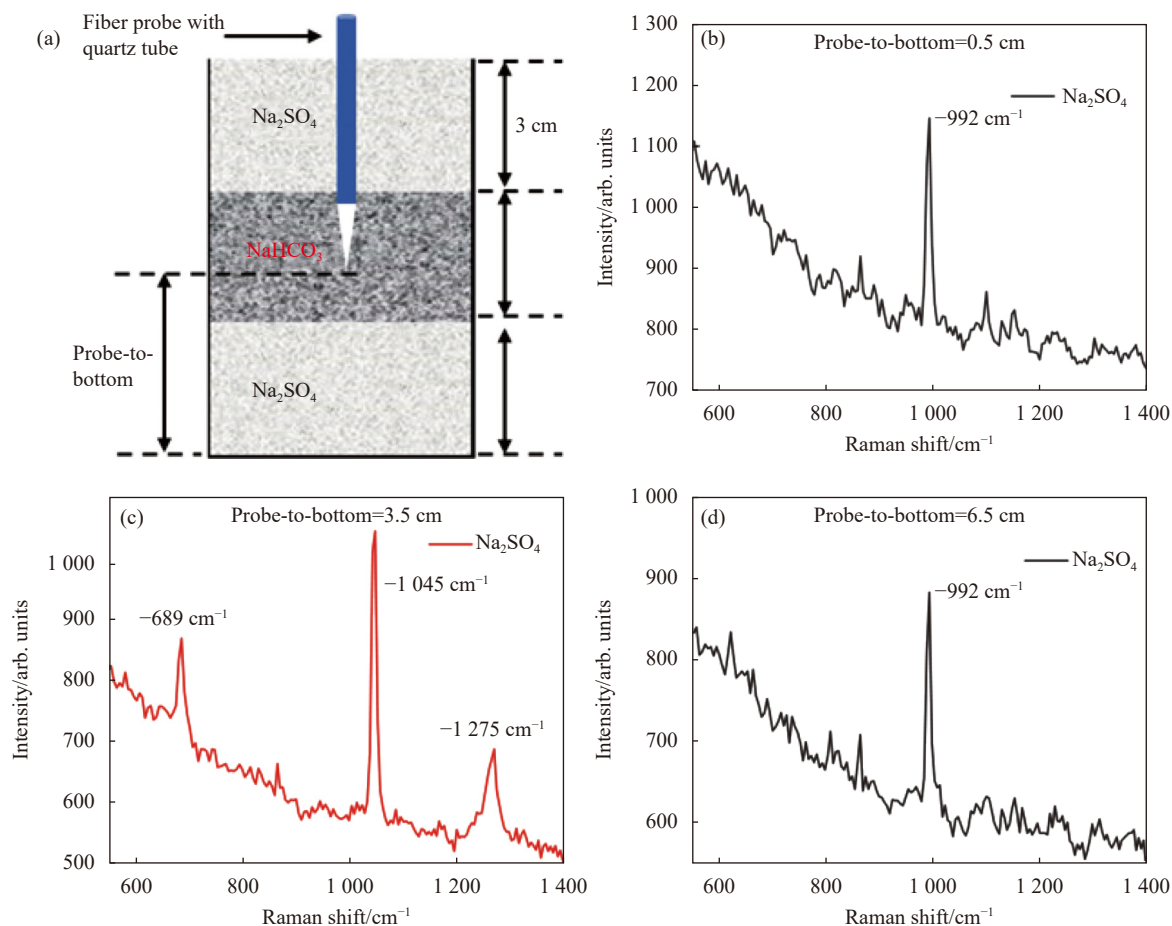 (a)
Fiber probe with
quartz tube
Na₂SO₄
3 cm
NaHCO₃
Probe-to-
bottom
Na₂SO₄
(b)
Probe-to-bottom=0.5 cm
Na₂SO₄
−992 cm⁻¹
Intensity/arb. units
1 300
1 200
1 100
1 000
900
800
700
600
800
1 000
1 200
1 400
Raman shift/cm⁻¹
(c)
Probe-to-bottom=3.5 cm
Na₂SO₄
−1 045 cm⁻¹
−689 cm⁻¹
−1 275 cm⁻¹
Intensity/arb. units
1 000
900
800
700
600
500
600
800
1 000
1 200
1 400
Raman shift/cm⁻¹
(d)
Probe-to-bottom=6.5 cm
Na₂SO₄
−992 cm⁻¹
Intensity/arb. units
1 000
900
800
700
600
600
800
1 000
1 200
1 400
Raman shift/cm⁻¹